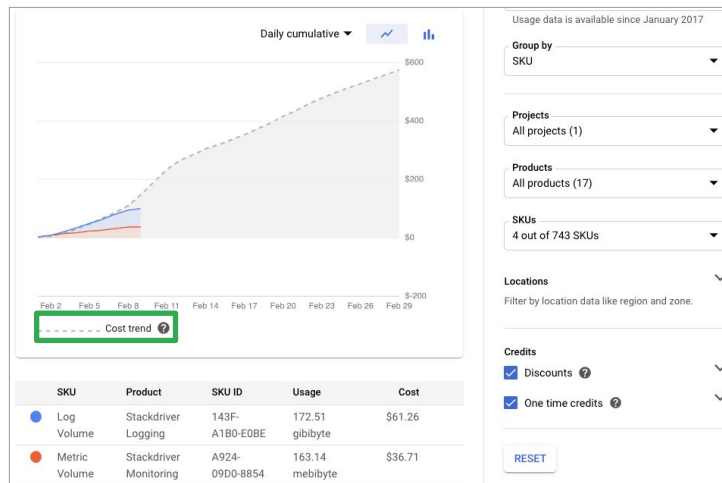 Daily cumulative
$600
$400
$200
$0
$-200
Feb 2 Feb 5 Feb 8 Feb 11 Feb 14 Feb 17 Feb 20 Feb 23 Feb 26 Feb 29
Cost trend ?
SKU Product SKU ID Usage Cost
Log Stackdriver 143F- 172.51 $61.26
Volume Logging A1B0-E0BE gibibyte
Metric Stackdriver A924- 163.14 $36.71
Volume Monitoring 09D0-8854 mebibyte
Usage data is available since January 2017
Group by
SKU
Projects
All projects (1)
Products
All products (17)
SKUs
4 out of 743 SKUs
Locations
Filter by location data like region and zone.
Credits
Discounts ?
One time credits ?
RESET